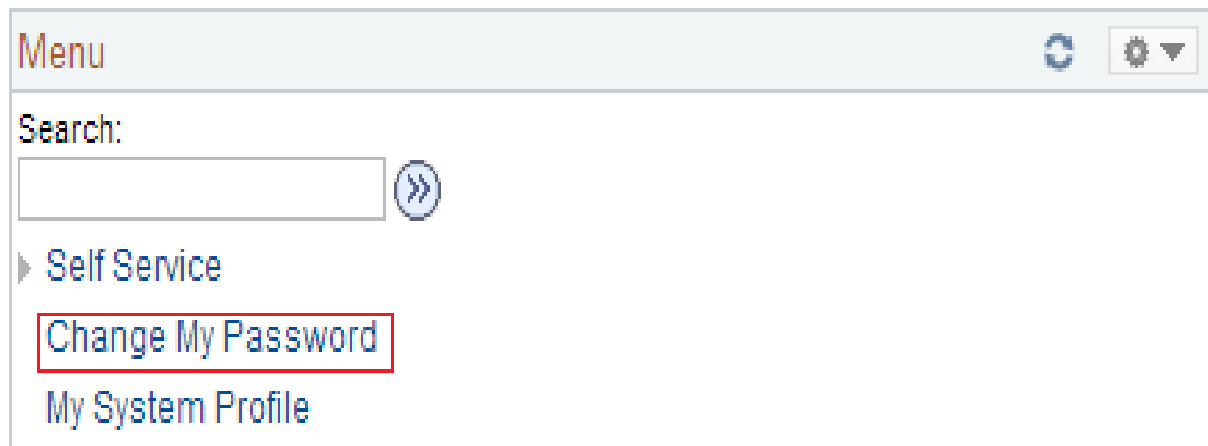 Menu
Search:
Self Service
Change My Password
My System Profile